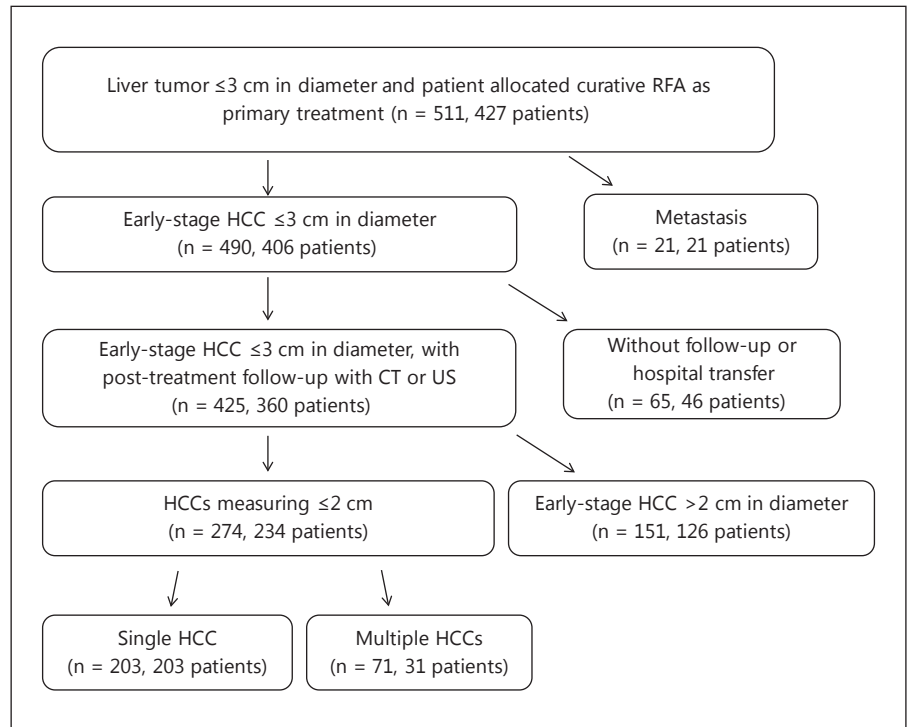 Liver tumor ≤3 cm in diameter and patient allocated curative RFA as
primary treatment (n = 511, 427 patients)
Early-stage HCC ≤3 cm in diameter
(n = 490, 406 patients)
Metastasis
(n = 21, 21 patients)
Early-stage HCC ≤3 cm in diameter, with
post-treatment follow-up with CT or US
(n = 425, 360 patients)
Without follow-up or
hospital transfer
(n = 65, 46 patients)
HCCs measuring ≤2 cm
(n = 274, 234 patients)
Early-stage HCC >2 cm in diameter
(n = 151, 126 patients)
Single HCC
(n = 203, 203 patients)
Multiple HCCs
(n = 71, 31 patients)